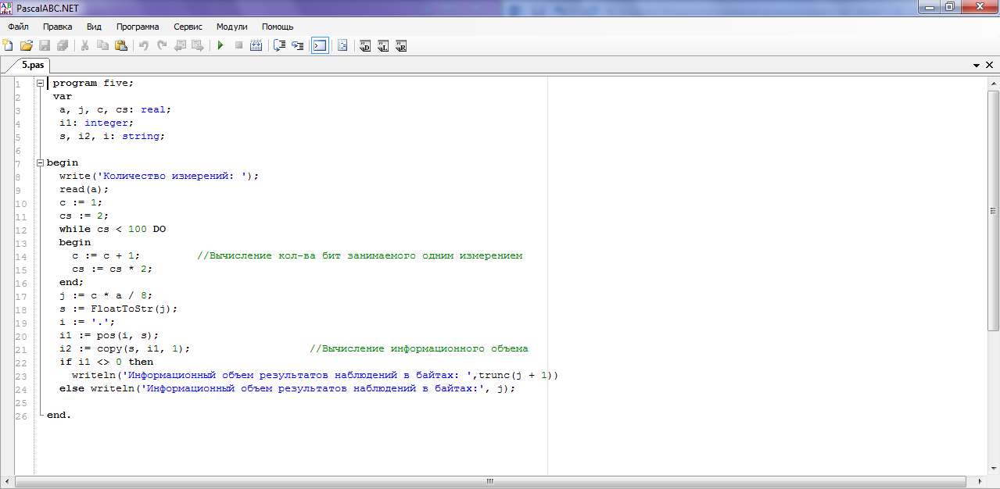 PascalABC.NET
Файл Правка Вид Программа Сервис Модули Помощь
5.pas
1 program five;
2 var
3 a, j, c, cs: real;
4 i1: integer;
5 s, i2, i: string;
6
7 begin
8 write('Количество измерений: ');
9 read(a);
10 c := 1;
11 cs := 2;
12 while cs < 100 DO
13 begin
14 c := c + 1; //Вычисление кол-ва бит занимаемого одним измерением
15 cs := cs * 2;
16 end;
17 j := c * a / 8;
18 s := FloatToStr(j);
19 i := '.';
20 i1 := pos(i, s);
21 i2 := copy(s, i1, 1); //Вычисление информационного объема
22 if i1 <> 0 then
23 writeln('Информационный объем результатов наблюдений в байтах: ',trunc(j + 1))
24 else writeln('Информационный объем результатов наблюдений в байтах:', j);
25
26 end.